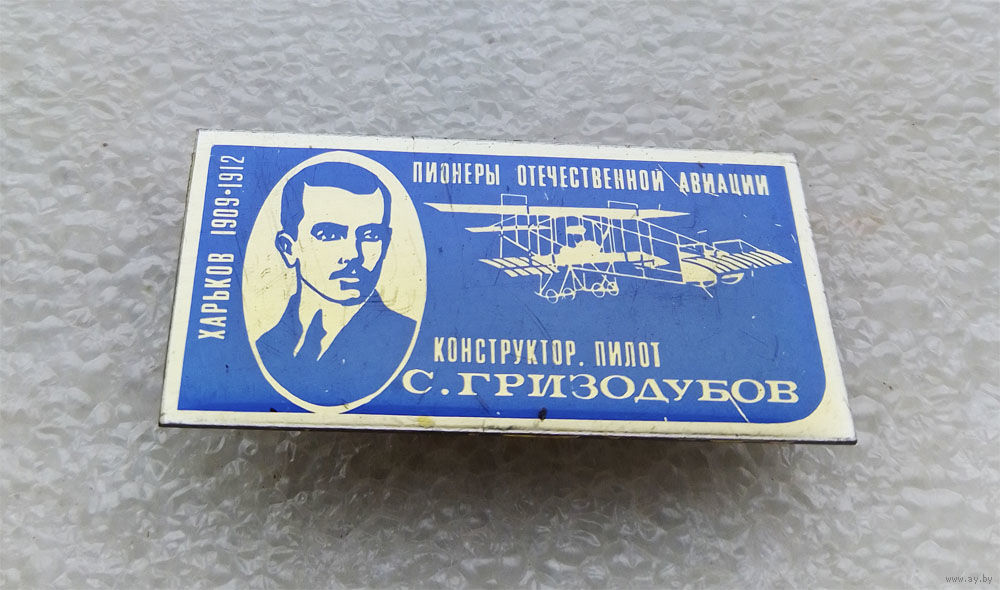 ХАРЬКОВ 1909•1912
ПИОНЕРЫ ОТЕЧЕСТВЕННОЙ АВИАЦИИ
КОНСТРУКТОР. ПИЛОТ
С.ГРИЗОДУБОВ
www.ay.by